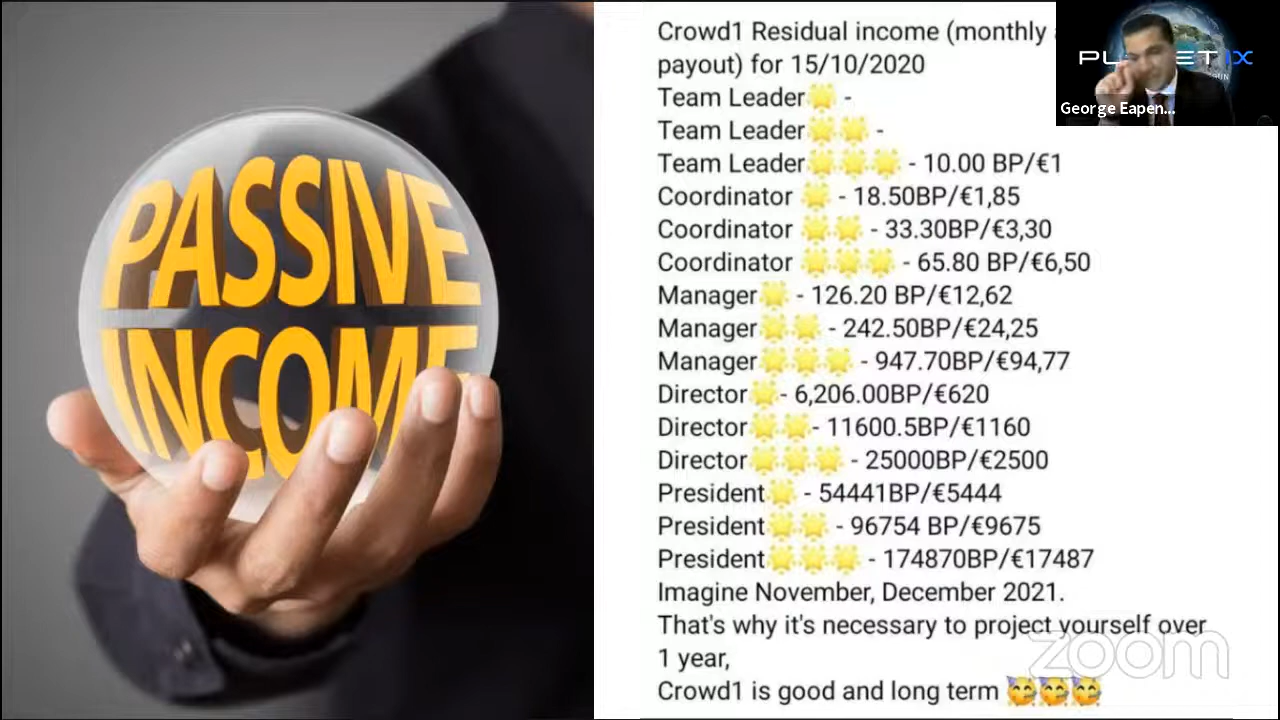 PASSIVE
INCOME
Crowd1 Residual income (monthly
payout) for 15/10/2020
Team Leader🌟 -
Team Leader🌟🌟 -
Team Leader🌟🌟🌟 - 10.00 BP/€1
Coordinator 🌟 - 18.50BP/€1,85
Coordinator 🌟🌟 - 33.30BP/€3,30
Coordinator 🌟🌟🌟 - 65.80 BP/€6,50
Manager🌟 - 126.20 BP/€12,62
Manager🌟🌟 - 242.50BP/€24,25
Manager🌟🌟🌟 - 947.70BP/€94,77
Director🌟- 6,206.00BP/€620
Director🌟🌟- 11600.5BP/€1160
Director🌟🌟🌟 - 25000BP/€2500
President🌟 - 54441BP/€5444
President🌟🌟 - 96754 BP/€9675
President🌟🌟🌟 - 174870BP/€17487
Imagine November, December 2021.
That's why it's necessary to project yourself over
1 year,
Crowd1 is good and long term 🥳🥳🥳
George Eapen...
zoom